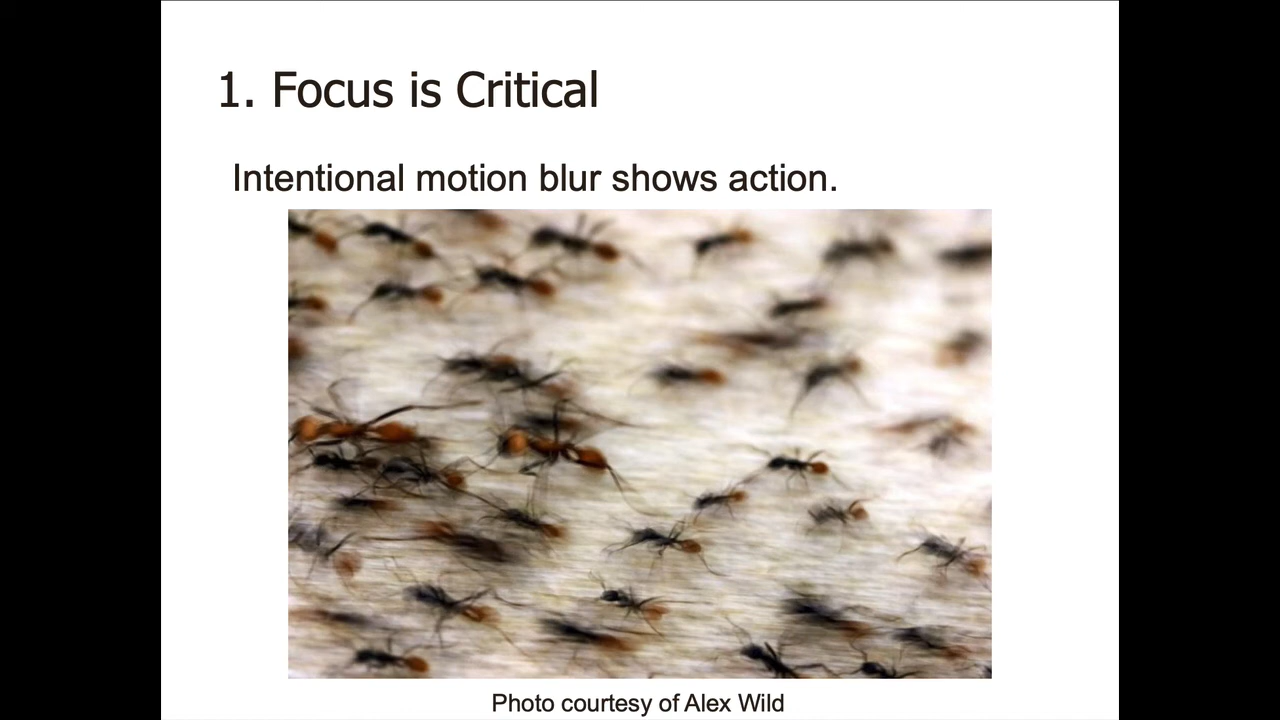 1. Focus is Critical
Intentional motion blur shows action.
Photo courtesy of Alex Wild